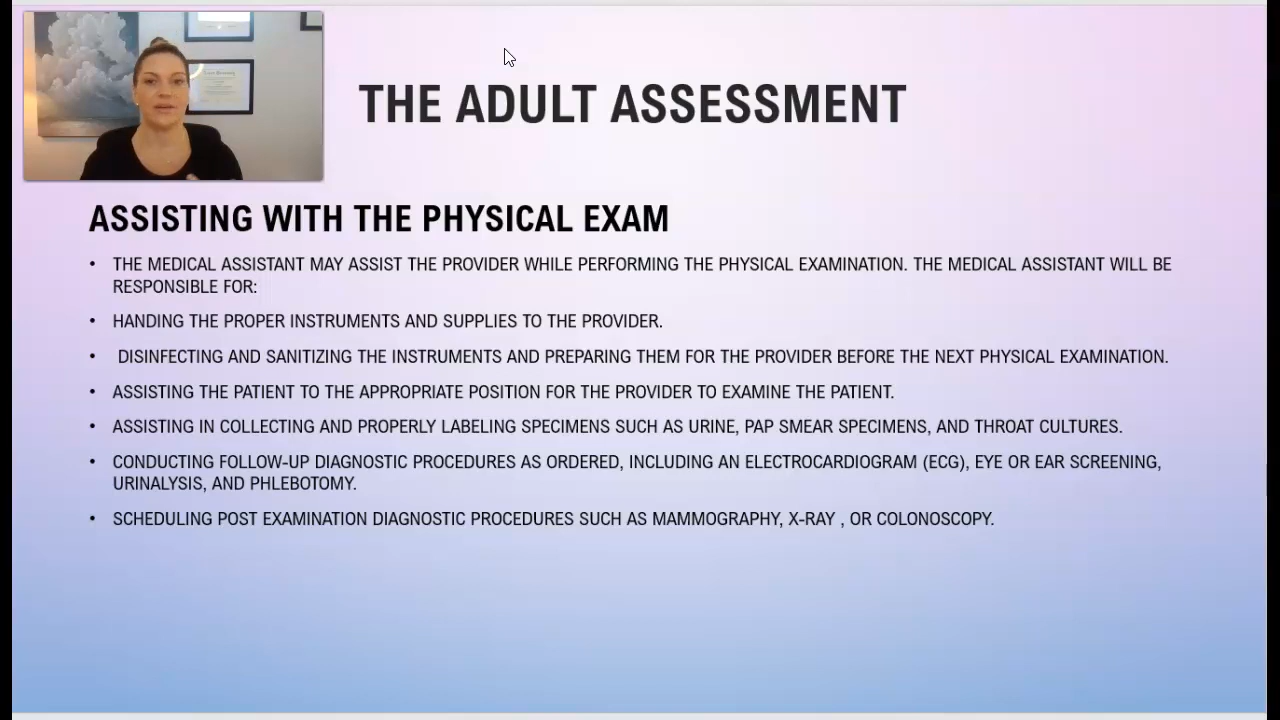 THE ADULT ASSESSMENT
ASSISTING WITH THE PHYSICAL EXAM
• THE MEDICAL ASSISTANT MAY ASSIST THE PROVIDER WHILE PERFORMING THE PHYSICAL EXAMINATION. THE MEDICAL ASSISTANT WILL BE
RESPONSIBLE FOR:
• HANDING THE PROPER INSTRUMENTS AND SUPPLIES TO THE PROVIDER.
• DISINFECTING AND SANITIZING THE INSTRUMENTS AND PREPARING THEM FOR THE PROVIDER BEFORE THE NEXT PHYSICAL EXAMINATION.
• ASSISTING THE PATIENT TO THE APPROPRIATE POSITION FOR THE PROVIDER TO EXAMINE THE PATIENT.
• ASSISTING IN COLLECTING AND PROPERLY LABELING SPECIMENS SUCH AS URINE, PAP SMEAR SPECIMENS, AND THROAT CULTURES.
• CONDUCTING FOLLOW-UP DIAGNOSTIC PROCEDURES AS ORDERED, INCLUDING AN ELECTROCARDIOGRAM (ECG), EYE OR EAR SCREENING,
URINALYSIS, AND PHLEBOTOMY.
• SCHEDULING POST EXAMINATION DIAGNOSTIC PROCEDURES SUCH AS MAMMOGRAPHY, X-RAY , OR COLONOSCOPY.